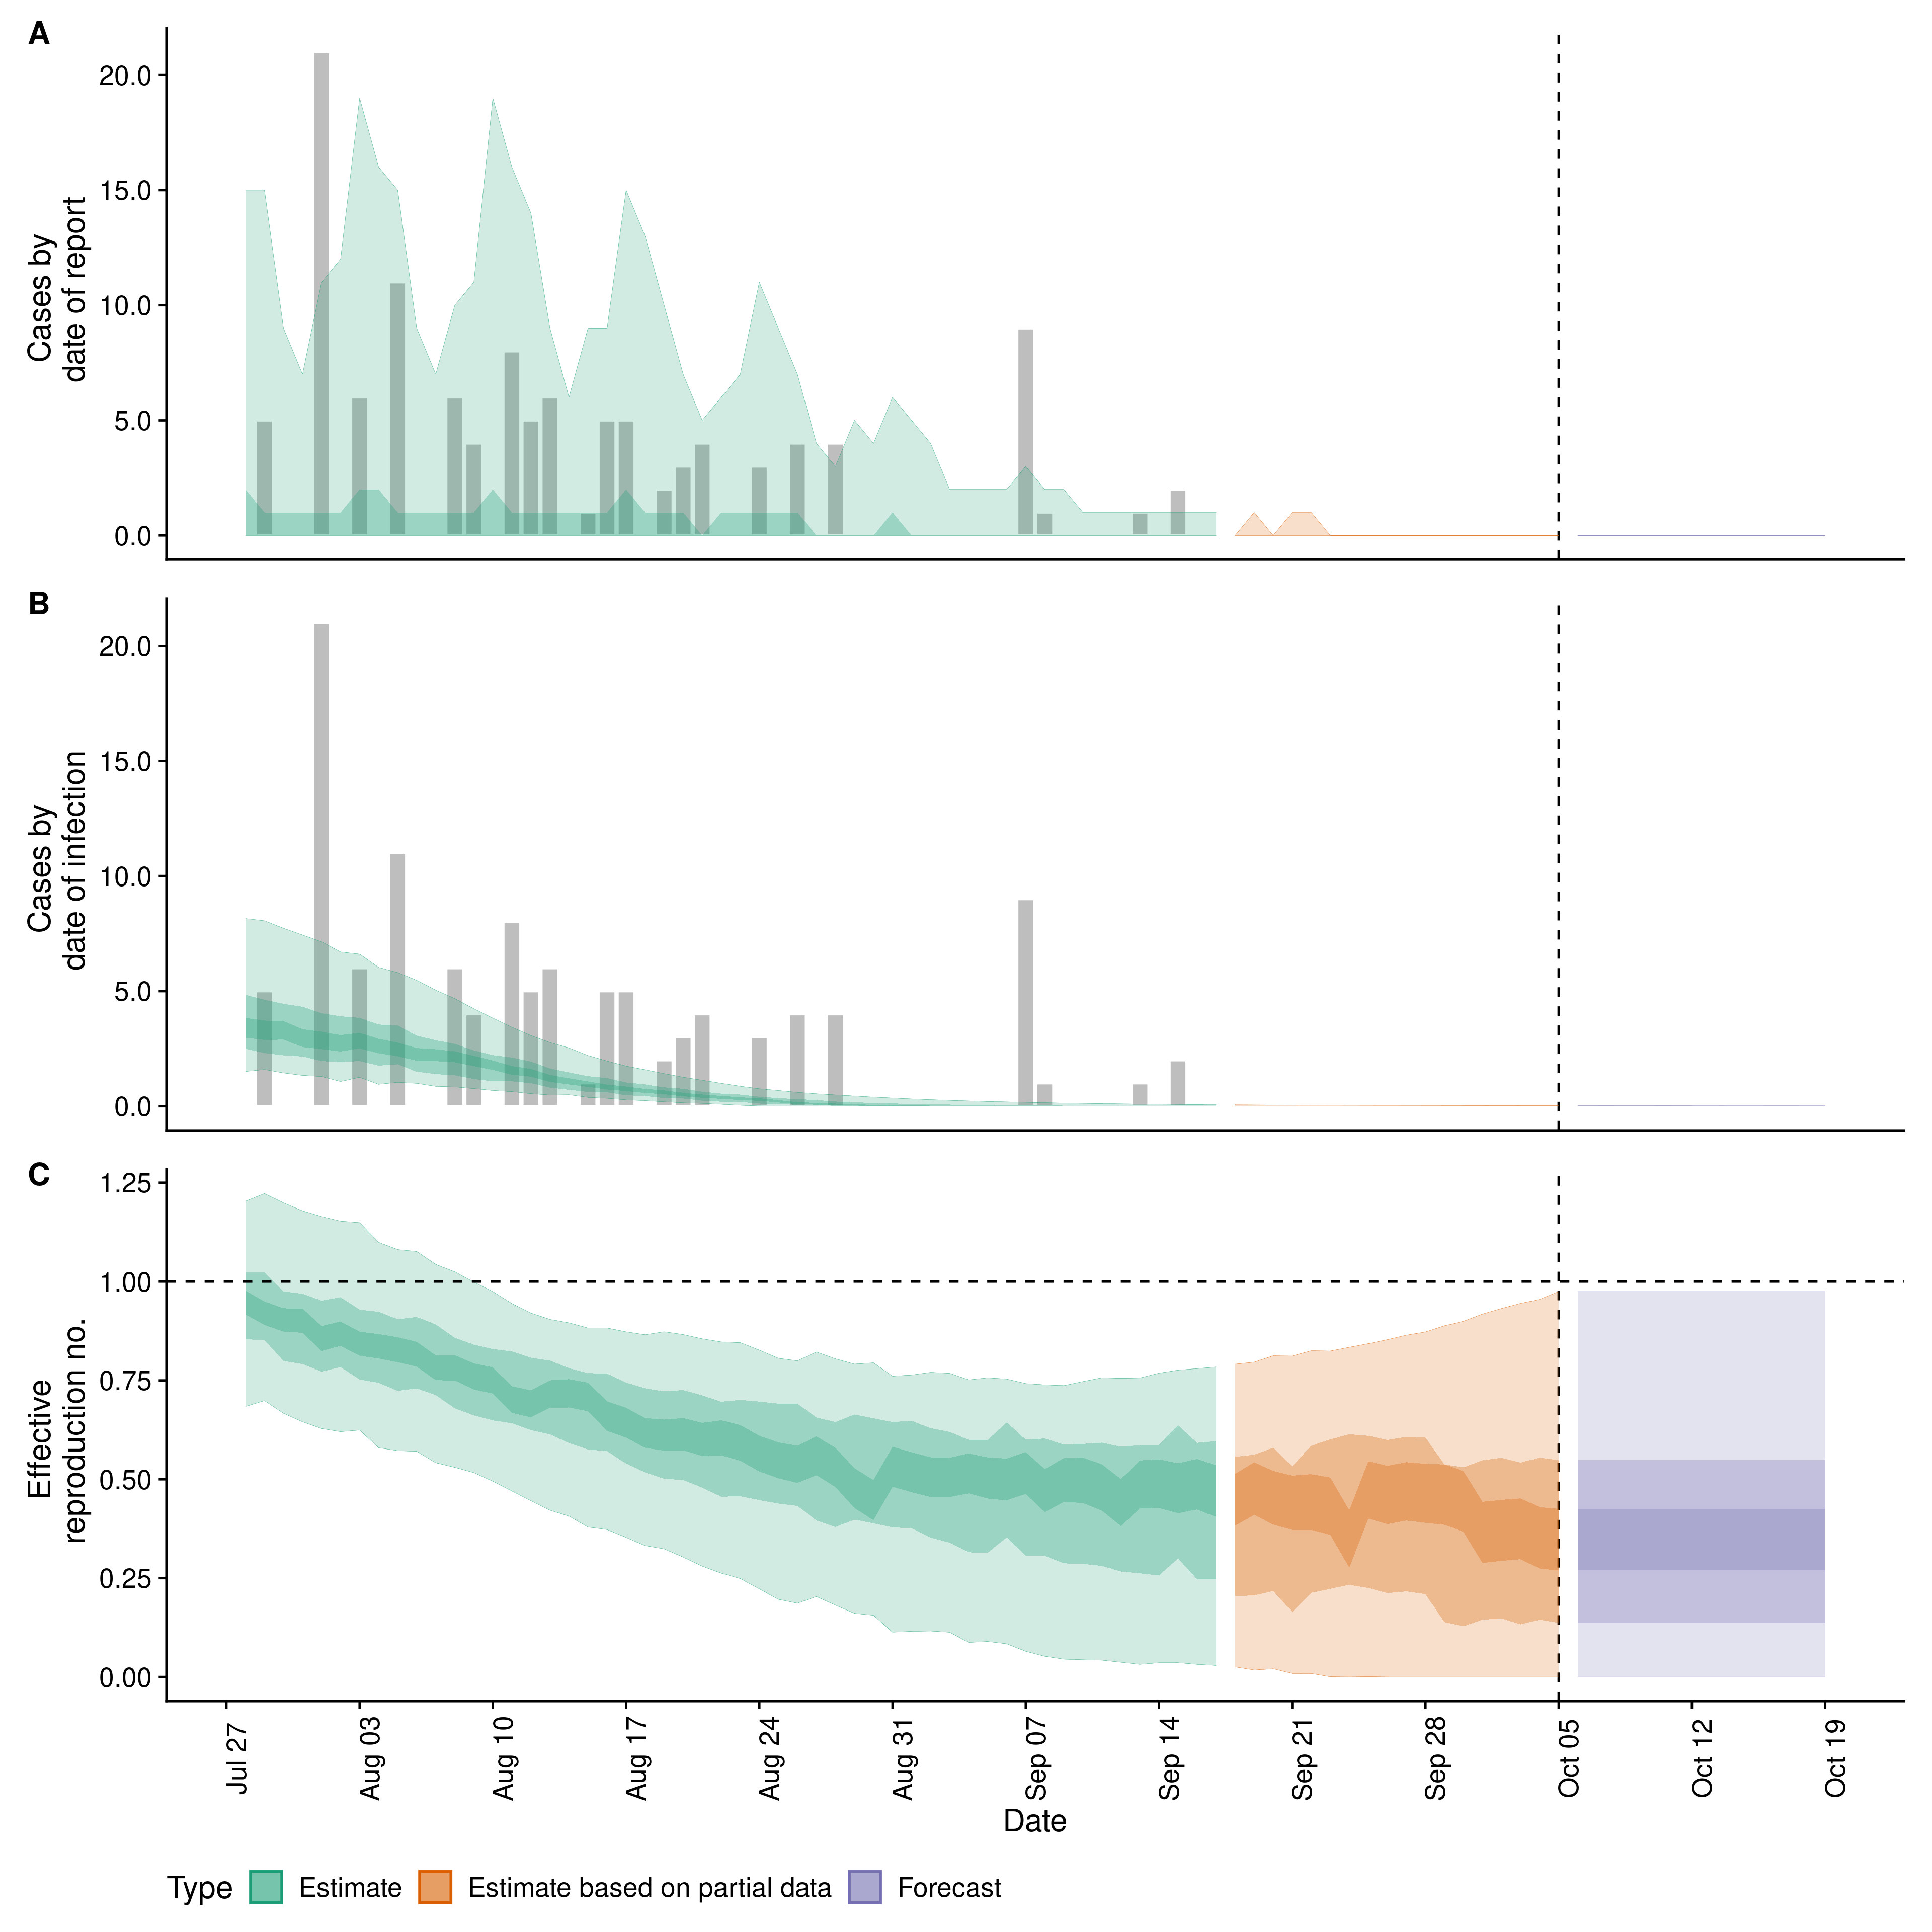 A
20.0
15.0
10.0
5.0
0.0
Cases by
date of report
B
20.0
15.0
10.0
5.0
0.0
Cases by
date of infection
C
1.25
1.00
0.75
0.50
0.25
0.00
Effective
reproduction no.
Jul 27
Aug 03
Aug 10
Aug 17
Aug 24
Aug 31
Sep 07
Sep 14
Sep 21
Sep 28
Oct 05
Oct 12
Oct 19
Date
Type Estimate Estimate based on partial data Forecast